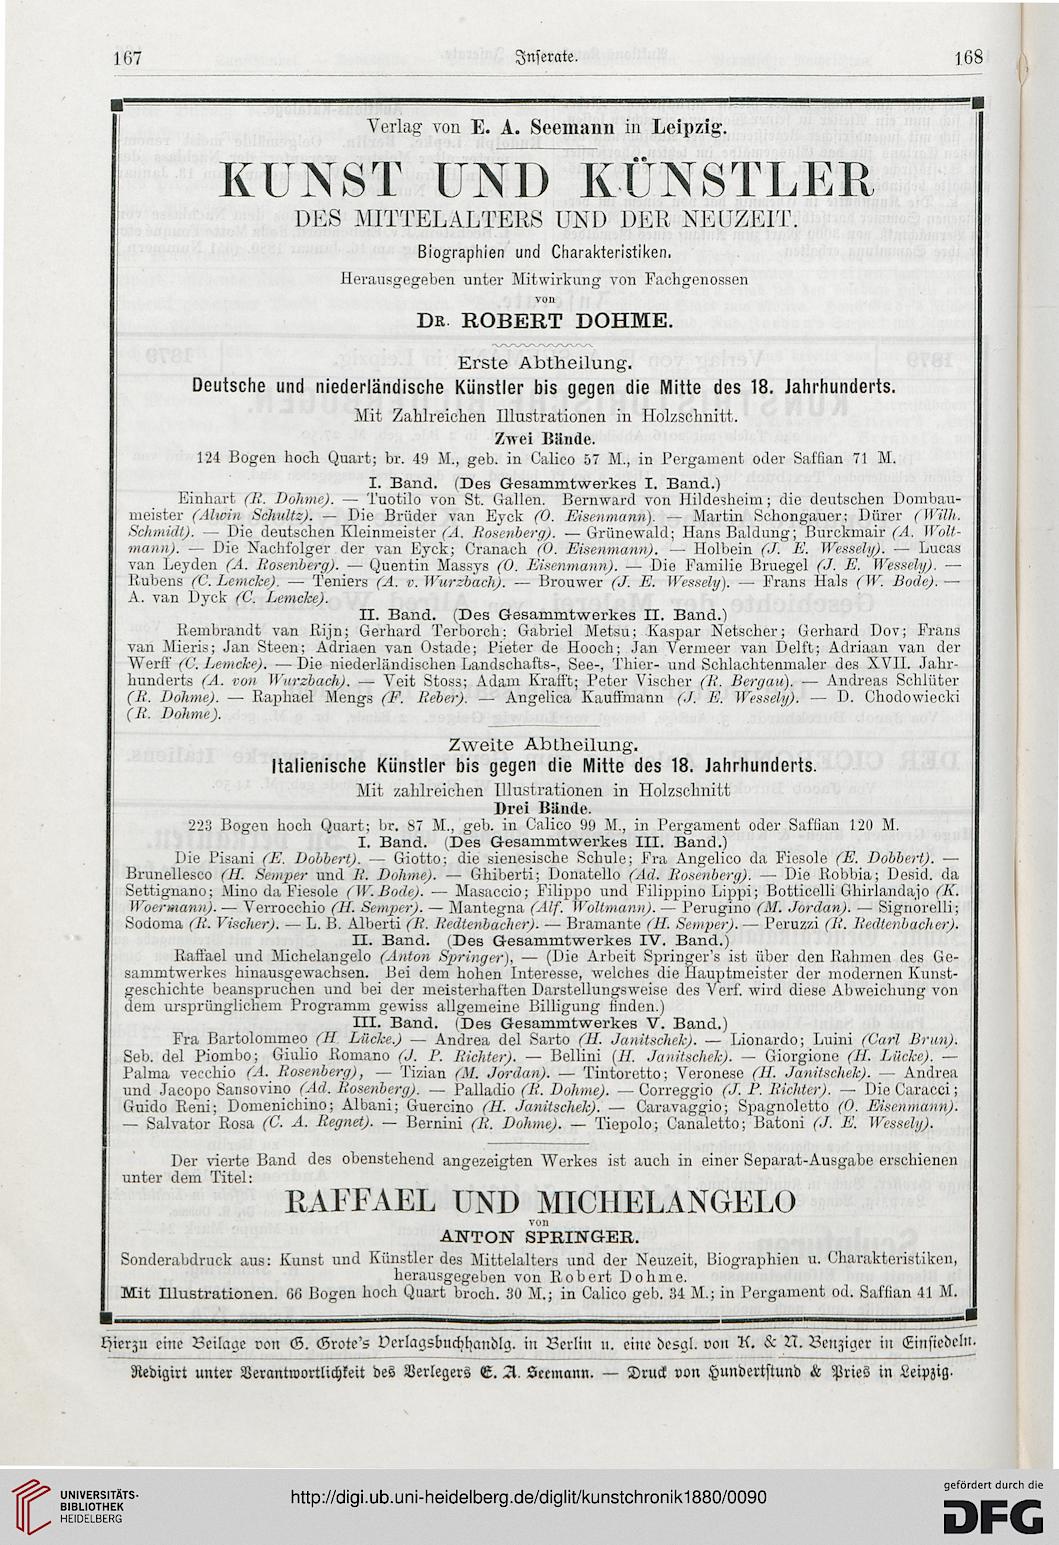 167
Inserate.
168
Verlag von E. A. Seemann in Leipzig.
KUNST UND KÜNSTLER
DES MITTELALTERS UND DER NEUZEIT.
Biographien und Charakteristiken.
Herausgegeben unter Mitwirkung von Fachgenossen
von
DR. ROBERT DOHME.
Erste Abtheilung.
Deutsche und niederländische Künstler bis gegen die Mitte des 18. Jahrhunderts.
Mit Zahlreichen Illustrationen in Holzschnitt.
Zwei Bände.
124 Bogen hoch Quart; br. 49 M., geb. in Calico 57 M., in Pergament oder Saffian 71 M.
I. Band. (Des Gesammtwerkes I. Band.)
Einhart (R. Dohme). — Tuotilo von St. Gallen. Bernward von Hildesheim; die deutschen Dombau-
meister (Alwin Schultz). — Die Brüder van Eyck (O. Eisenmann). — Martin Schongauer; Dürer (Wilh.
Schmidt). — Die deutschen Kleinmeister (A. Rosenberg). — Grünewald; Hans Baldung; Burckmair (A. Wolt-
mann). — Die Nachfolger der van Eyck; Cranach (O. Eisenmann). — Holbein (J. E. Wessely). — Lucas
van Leyden (A. Rosenberg). — Quentin Massys (O. Eisenmann). — Die Familie Bruegel (J. E. Wessely). —
Rubens (C. Lemcke). — Teniers (A. v. Wurzbach). — Brouwer (J. E. Wessely). — Frans Hals (W. Bode). —
A. van Dyck (C. Lemcke).
II. Band. (Des Gesammtwerkes II. Band.)
Rembrandt van Rijn; Gerhard Terborch; Gabriel Metsu; Kaspar Netscher; Gerhard Dov; Frans
van Mieris; Jan Steen; Adriaen van Ostade; Pieter de Hooch; Jan Vermeer van Delft; Adriaan van der
Werff (C. Lemcke). — Die niederländischen Landschafts-, See-, Thier- und Schlachtenmaler des XVII. Jahr-
hunderts (A. von Wurzbach). — Veit Stoss; Adam Krafft; Peter Vischer (R. Bergau). — Andreas Schlüter
(R. Dohme). — Raphael Mengs (F. Reber). — Angelica Kauffmann (J. E. Wessely). — D. Chodowiecki
(R. Dohme).
Zweite Abtheilung.
Italienische Künstler bis gegen die Mitte des 18. Jahrhunderts.
Mit zahlreichen Illustrationen in Holzschnitt
Drei Bände.
223 Bogen hoch Quart; br. 87 M., geb. in Calico 99 M., in Pergament oder Saffian 120 M.
I. Band. (Des Gesammtwerkes III. Band.)
Die Pisani (E. Dobbert). — Giotto; die sienesische Schule; Fra Angelico da Fiesole (E. Dobbert). —
Brunellesco (H. Semper und R. Dohme). — Ghiberti; Donatello (Ad. Rosenberg). — Die Robbia; Desid. da
Settignano; Mino da Fiesole (W. Bode). — Masaccio; Filippo und Filippino Lippi; Botticelli Ghirlandajo (K.
Woermann). — Verrocchio (H. Semper). — Mantegna (Alf. Woltmann). — Perugino (M. Jordan). — Signorelli;
Sodoma (R. Vischer). — L. B. Alberti (R. Redtenbacher). — Bramante (H. Semper). — Peruzzi (R. Redtenbacher).
II. Band. (Des Gesammtwerkes IV. Band.)
Raffael und Michelangelo (Anton Springer), — (Die Arbeit Springer's ist über den Rahmen des Ge-
sammtwerkes hinausgewachsen. Bei dem hohen Interesse, welches die Hauptmeister der modernen Kunst-
geschichte beanspruchen und bei der meisterhaften Darstellungsweise des Verf. wird diese Abweichung von
dem ursprünglichem Programm gewiss allgemeine Billigung finden.)
III. Band. (Des Gesammtwerkes V. Band.)
Fra Bartolommeo (H. Lücke.) — Andrea del Sarto (H. Janitschek). — Lionardo; Luini (Carl Brun).
Seb. del Piombo; Giulio Romano (J. P. Richter). — Bellini (H. Janitschek). — Giorgione (H. Lücke). —
Palma vecchio (A. Rosenberg), — Tizian (M. Jordan). — Tintoretto; Veronese (H. Janitschek). — Andrea
und Jacopo Sansovino (Ad. Rosenberg). — Palladio (R. Dohme). — Correggio (J. P. Richter). — Die Caracci;
Guido Reni; Domenichino; Albani; Guercino (H. Janitschek). — Caravaggio; Spagnoletto (O. Eisenmann).
— Salvator Rosa (C. A. Regnet). — Bernini (R. Dohme). — Tiepolo; Canaletto; Batoni (J. E. Wessely).
Der vierte Band des obenstehend angezeigten Werkes ist auch in einer Separat-Ausgabe erschienen
unter dem Titel:
RAFFAEL UND MICHELANGELO
von
ANTON SPRINGER.
Sonderabdruck aus: Kunst und Künstler des Mittelalters und der Neuzeit, Biographien u. Charakteristiken,
herausgegeben von Robert Dohme.
Mit Illustrationen. 66 Bogen hoch Quart broch. 30 M.; in Calico geb. 34 M.; in Pergament od. Saffian 41 M.
Hierzu eine Beilage von G. Grote's Verlagsbuchhandlg. in Berlin u. eine desgl. von K. & N. Benziger in Einsiedeln.
Redigirt unter Verantwortlichkeit des Verlegers E. A. Seemann. — Druck von Hundertstund & Pries in Leipzig.
UNIVERSITÄTS-
BIBLIOTHEK
HEIDELBERG
http://digi.ub.uni-heidelberg.de/diglit/kunstchronik1880/0090
gefördert durch die
DFG